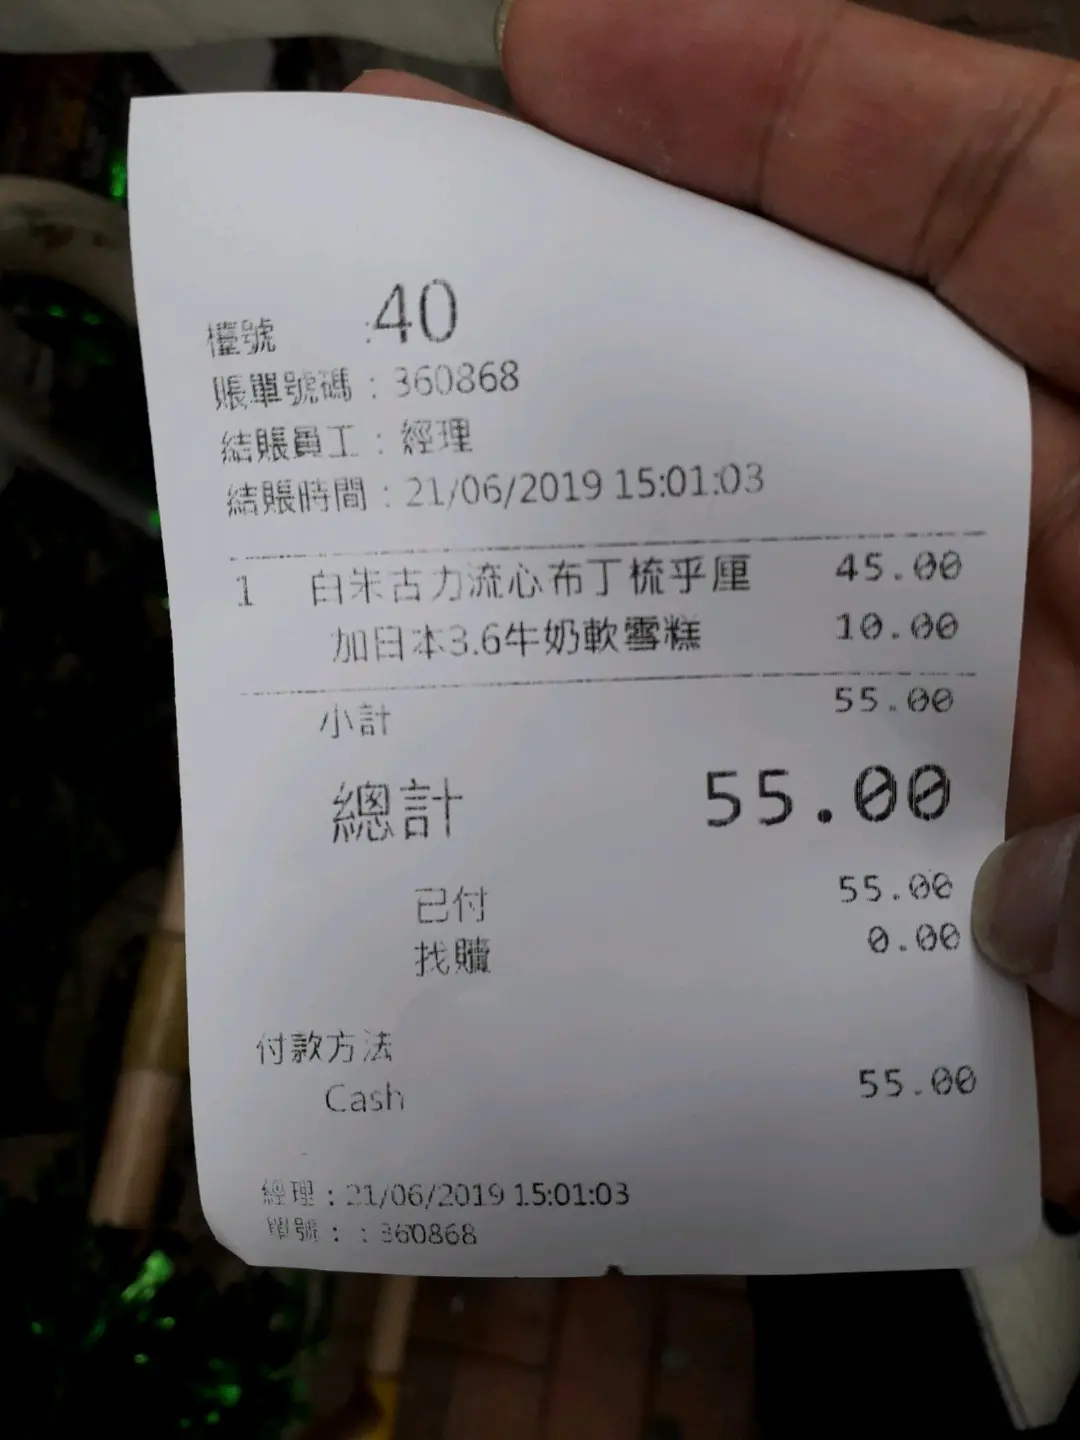 檯號 :40
賬單號碼 : 360868
結賬員工 : 經理
結賬時間 : 21/06/2019 15:01:03
1 白朱古力流心布丁梳乎厘 45.00
加日本3.6牛奶軟雪糕 10.00
小計 55.00
總計 55.00
已付 55.00
找贖 0.00
付款方法
Cash 55.00
經理 : 21/06/2019 15:01:03
單號 : : 360868